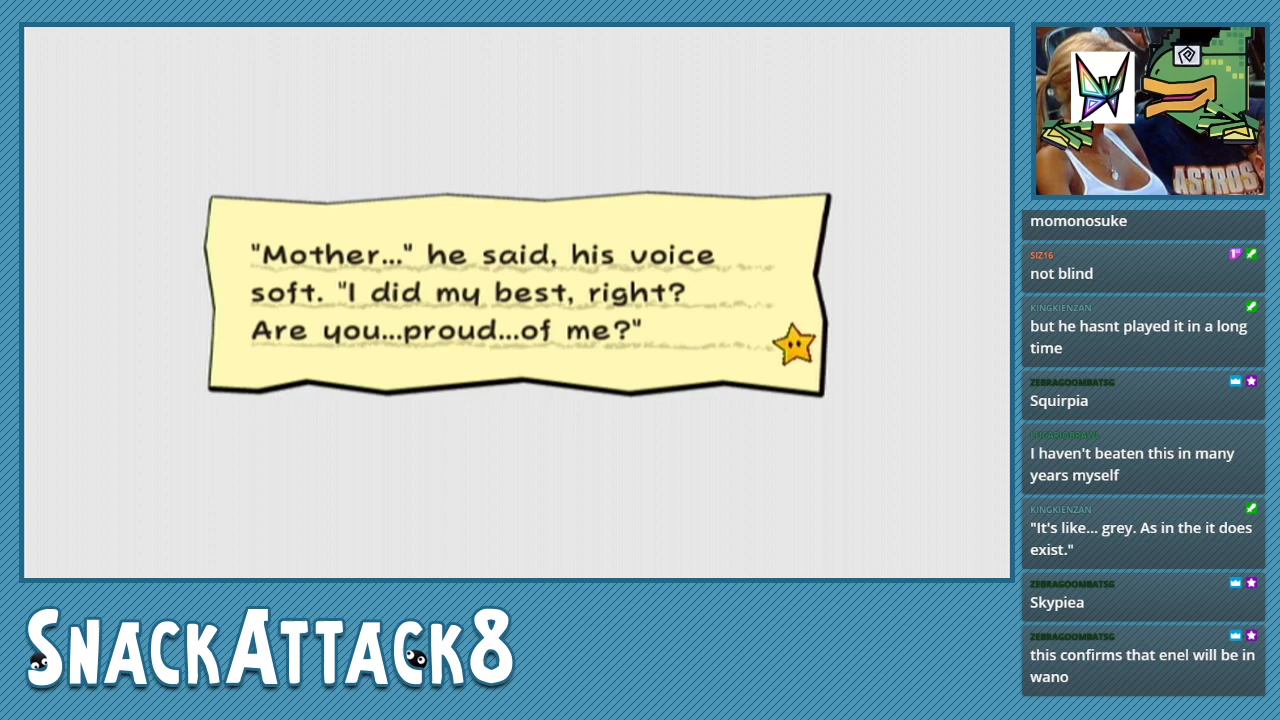 "Mother..." he said, his voice
soft. "I did my best, right?
Are you...proud...of me?"
SNACKATTACK8
ASTROS
momonosuke
SIZ16
not blind
KINGKIENZAN
but he hasnt played it in a long
time
ZEBRAGOOMBATSG
Squirpia
I haven't beaten this in many
years myself
KINGKIENZAN
"It's like... grey. As in the it does
exist."
ZEBRAGOOMBATSG
Skypiea
ZEBRAGOOMBATSG
this confirms that enel will be in
wano